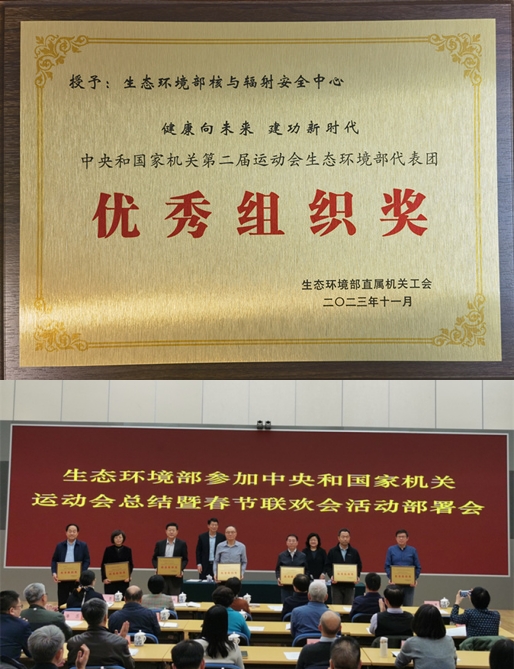 授予：生态环境部核与辐射安全中心
健康向未来 建功新时代
中央和国家机关第二届运动会生态环境部代表团
优秀组织奖
生态环境部直属机关工会
二〇二三年十一月
生态环境部参加中央和国家机关
运动会总结暨春节联欢会活动部署会